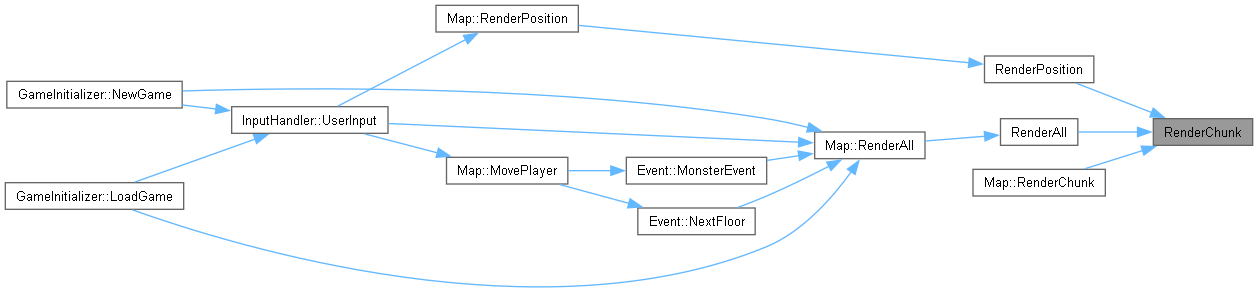 Map::RenderPosition
RenderPosition
GameInitializer::NewGame
InputHandler::UserInput
RenderAll
RenderChunk
Map::RenderAll
Map::MovePlayer
Event::MonsterEvent
Map::RenderChunk
GameInitializer::LoadGame
Event::NextFloor